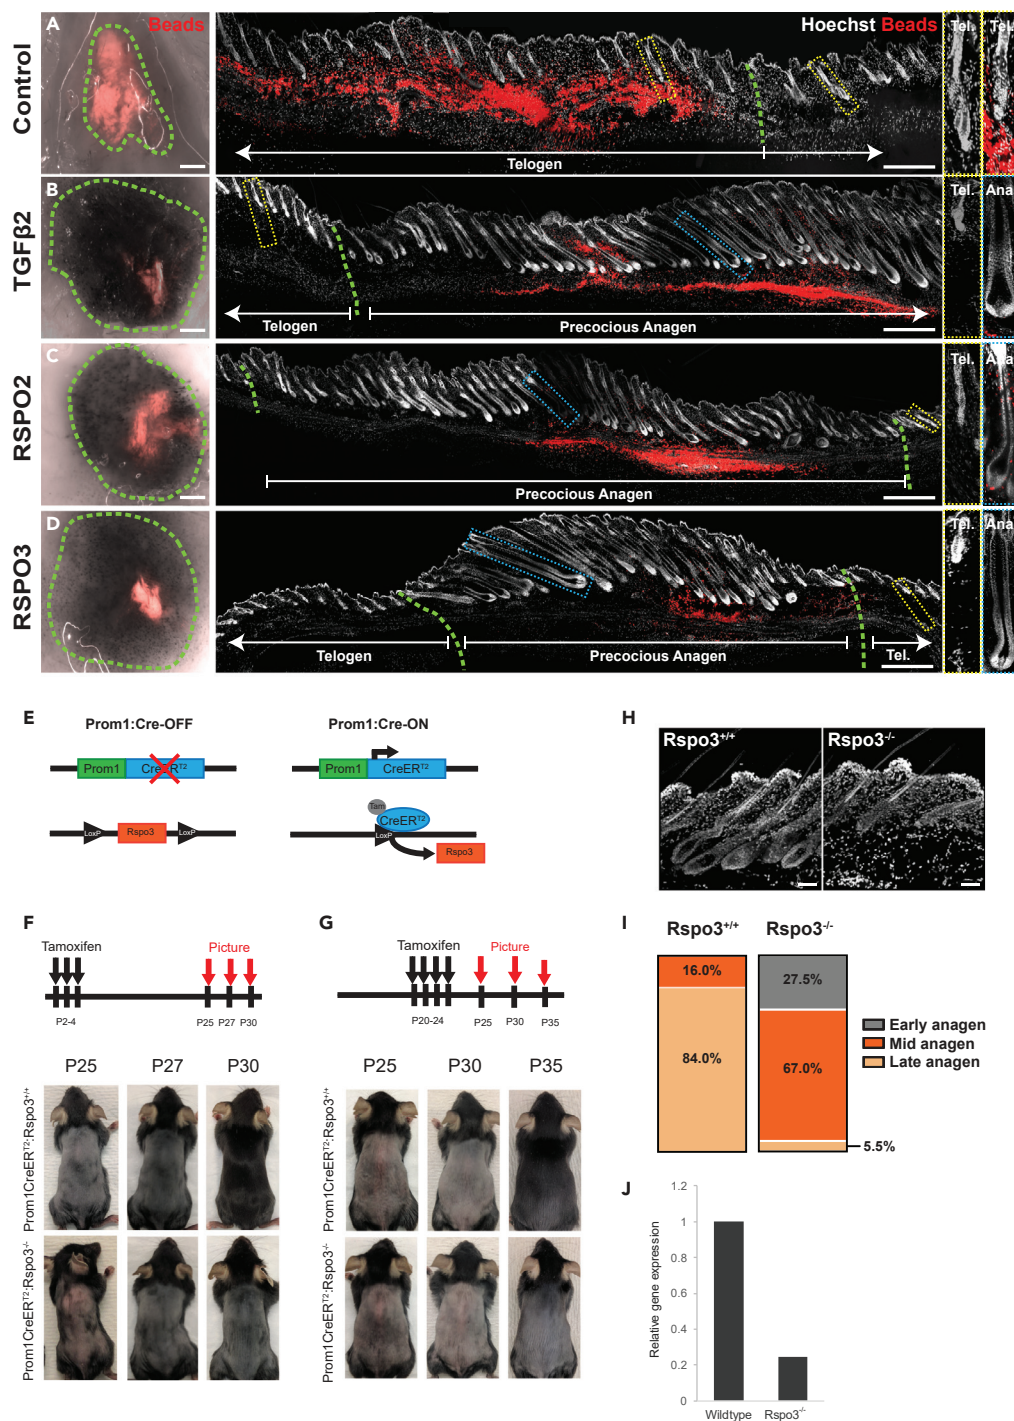 A
Beads
Control
Hoechst Beads
Tel.
Tel.
Telogen
B
TGFβ2
Tel.
Ana
Telogen
Precocious Anagen
C
RSPO2
Tel.
Ana
Precocious Anagen
D
RSPO3
Tel.
Ana
Telogen
Precocious Anagen
Tel.
E
Prom1:Cre-OFF
Prom1:Cre-ON
Prom1
CreERT2
Prom1
CreERT2
LoxP
Rspo3
LoxP
Tam
CreERT2
LoxP
Rspo3
H
Rspo3+/+
Rspo3-/-
F
Tamoxifen
Picture
P2-4
P25
P27
P30
P25
P27
P30
Prom1CreERT2:Rspo3+/+
Prom1CreERT2:Rspo3-/-
G
Tamoxifen
Picture
P20-24
P25
P30
P35
P25
P30
P35
Prom1CreERT2:Rspo3+/+
Prom1CreERT2:Rspo3-/-
I
Rspo3+/+
Rspo3-/-
16.0%
84.0%
27.5%
67.0%
5.5%
Early anagen
Mid anagen
Late anagen
J
Relative gene expression
1.2
1
0.8
0.6
0.4
0.2
0
Wildtype
Rspo3-/-